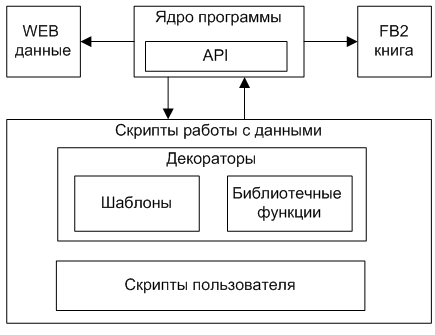 WEB
данные
Ядро программы
API
FB2
книга
Скрипты работы с данными
Декораторы
Шаблоны
Библиотечные
функции
Скрипты пользователя